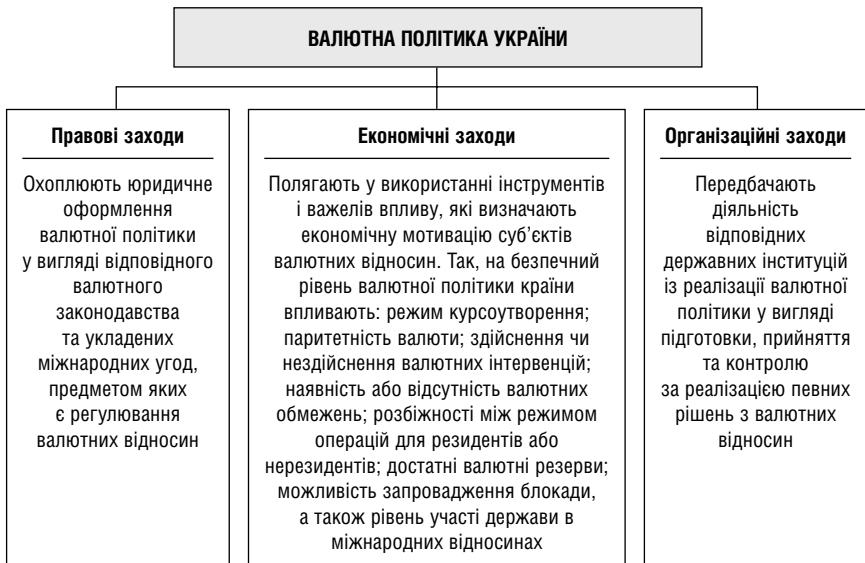 ВАЛЮТНА ПОЛІТИКА УКРАЇНИ
Правові заходи
Охоплюють юридичне
оформлення
валютної політики
у вигляді відповідного
валютного
законодавства
та укладених
міжнародних угод,
предметом яких
є регулювання
валютних відносин
Економічні заходи
Полягають у використанні інструментів
і важелів впливу, які визначають
економічну мотивацію суб’єктів
валютних відносин. Так, на безпечний
рівень валютної політики країни
впливають: режим курсоутворення;
паритетність валюти; здійснення чи
нездійснення валютних інтервенцій;
наявність або відсутність валютних
обмежень; розбіжності між режимом
операцій для резидентів або
нерезидентів; достатні валютні резерви;
можливість запровадження блокади,
а також рівень участі держави в
міжнародних відносинах
Організаційні заходи
Передбачають
діяльність
відповідних
державних інституцій
із реалізації валютної
політики у вигляді
підготовки, прийняття
та контролю
за реалізацією певних
рішень з валютних
відносин